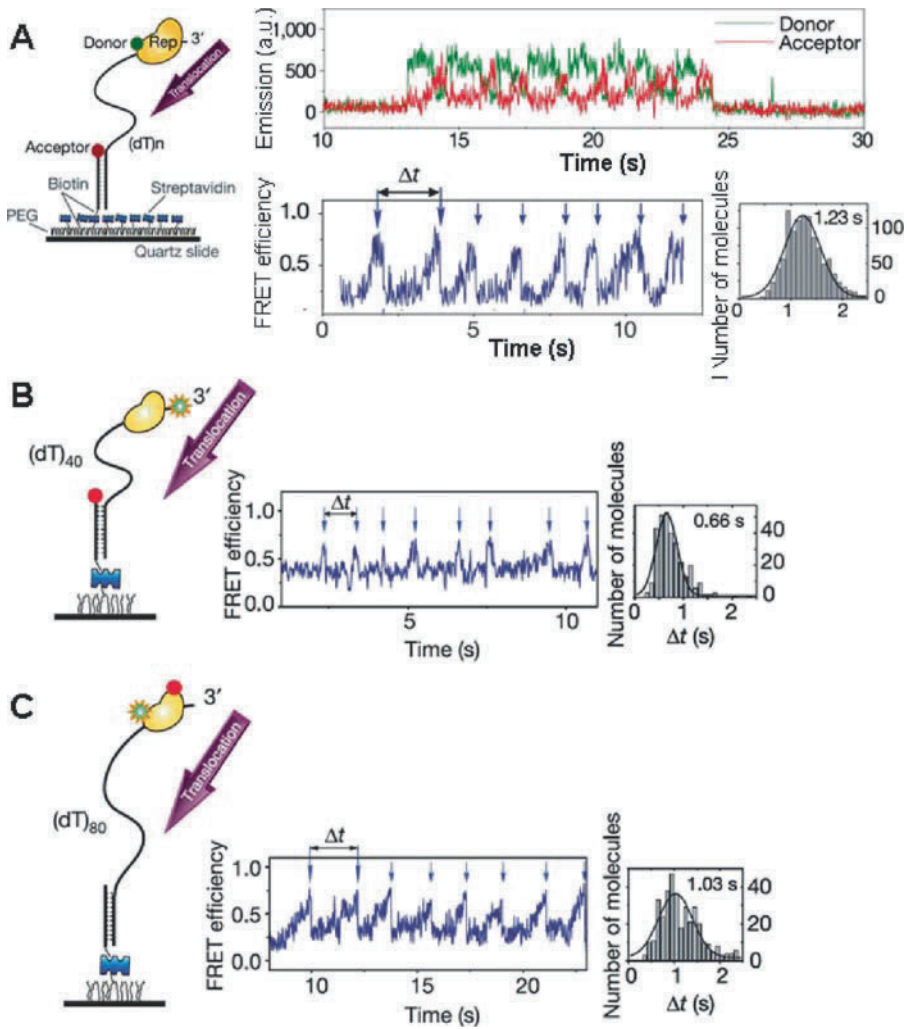 A
Donor
Rep
3′
Translocation
Acceptor
(dT)n
Biotin
Streptavidin
PEG
Quartz slide
Emission (a.u.)
1,000
500
0
Donor
Acceptor
10 15 20 25 30
Time (s)
Δt
FRET efficiency
1.0
0.5
0 5 10
Time (s)
1.23 s
Number of molecules
100
50
0
1 2
B
3′
Translocation
(dT)40
FRET efficiency
1.0
0.5
0.0
Δt
5 10
Time (s)
Number of molecules
0.66 s
40
20
0
0 1 2
Δt (s)
C
3′
Translocation
(dT)80
FRET efficiency
1.0
0.5
0.0
Δt
10 15 20
Time (s)
Number of molecules
1.03 s
40
20
0
0 1 2
Δt (s)